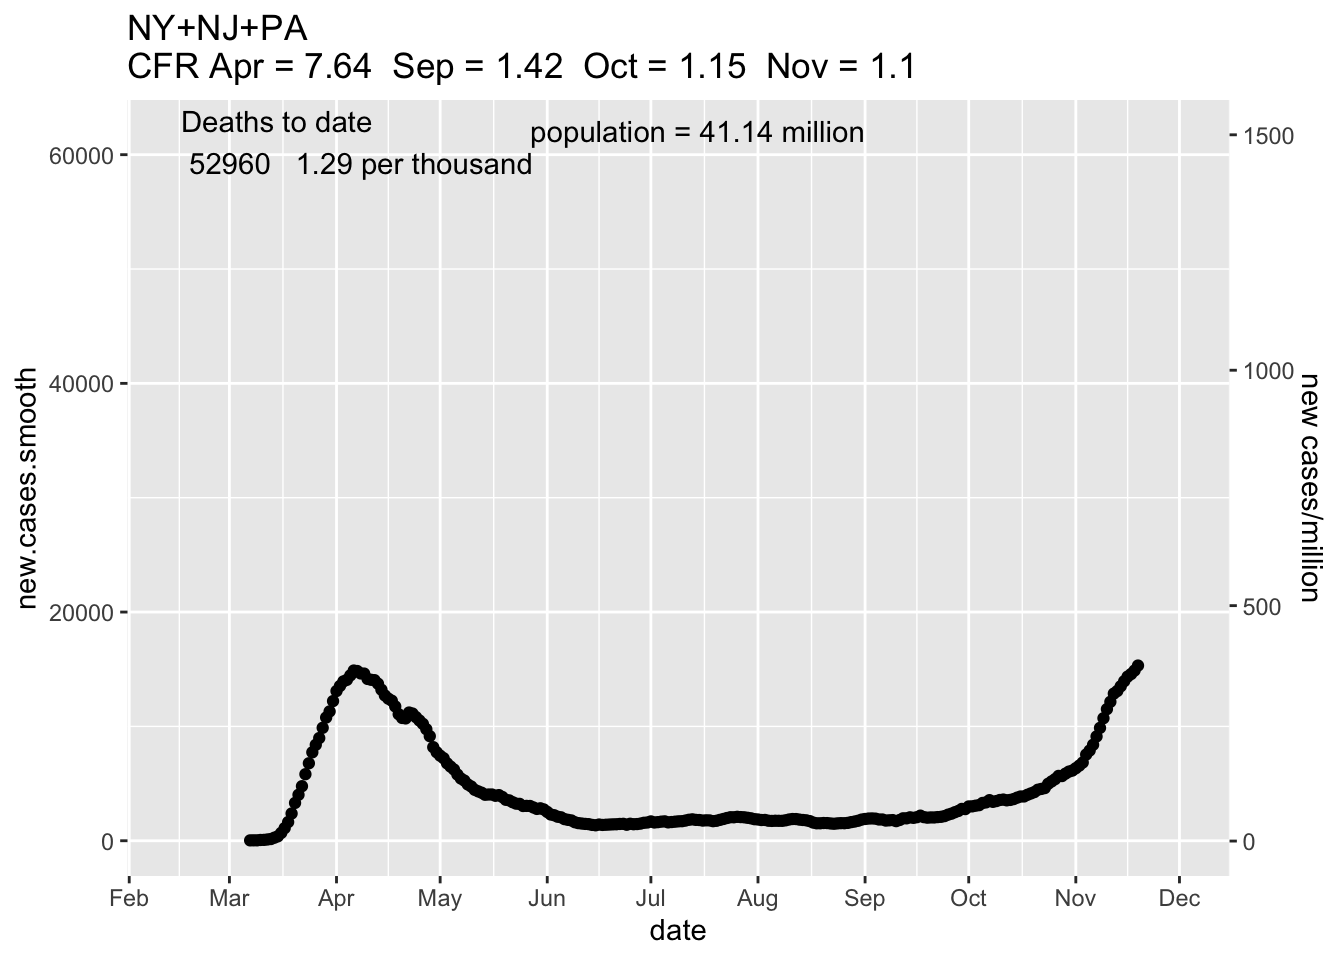 NY+NJ+PA
CFR Apr = 7.64  Sep = 1.42  Oct = 1.15  Nov = 1.1
Deaths to date
52960   1.29 per thousand
population = 41.14 million
60000
40000
20000
0
new.cases.smooth
1500
1000
500
0
new cases/million
Feb Mar Apr May Jun Jul Aug Sep Oct Nov Dec
date